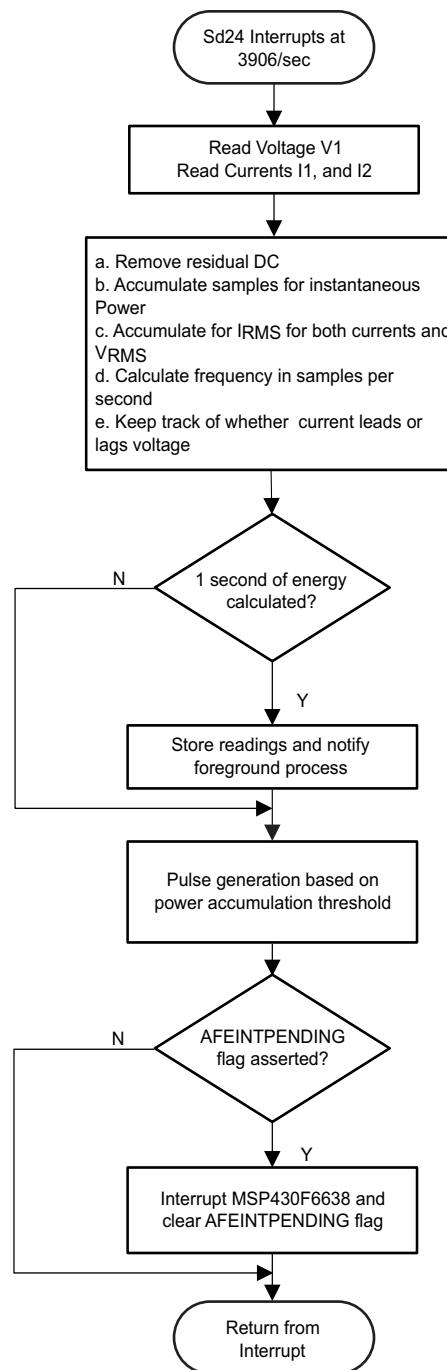 Sd24 Interrupts at
3906/sec
Read Voltage V1
Read Currents I1, and I2
a. Remove residual DC
b. Accumulate samples for instantaneous
Power
c. Accumulate for IRMS for both currents and
VRMS
d. Calculate frequency in samples per
second
e. Keep track of whether current leads or
lags voltage
N
1 second of energy
calculated?
Y
Store readings and notify
foreground process
Pulse generation based on
power accumulation threshold
N
AFEINTPENDING
flag asserted?
Y
Interrupt MSP430F6638 and
clear AFEINTPENDING flag
Return from
Interrupt